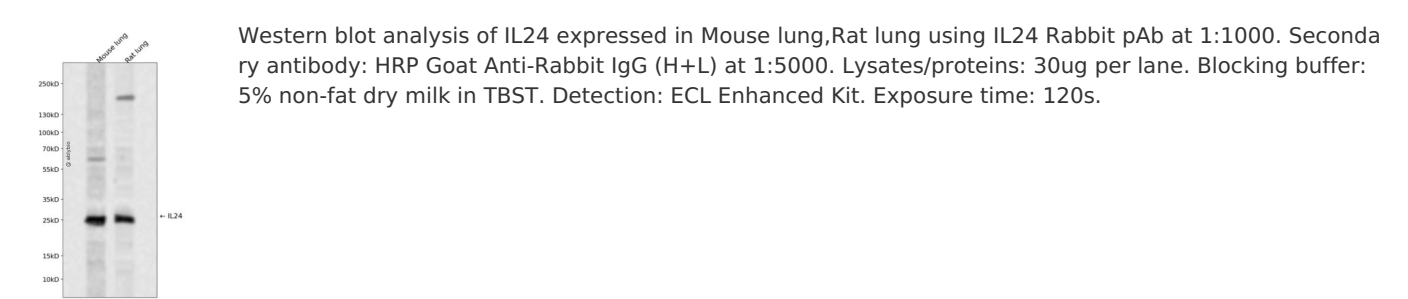 Mouse lung
Rat lung
Western blot analysis of IL24 expressed in Mouse lung,Rat lung using IL24 Rabbit pAb at 1:1000. Seconda
ry antibody: HRP Goat Anti-Rabbit IgG (H+L) at 1:5000. Lysates/proteins: 30ug per lane. Blocking buffer:
5% non-fat dry milk in TBST. Detection: ECL Enhanced Kit. Exposure time: 120s.
250kD
130kD
100kD
70kD
55kD
35kD
25kD
← IL24
15kD
10kD